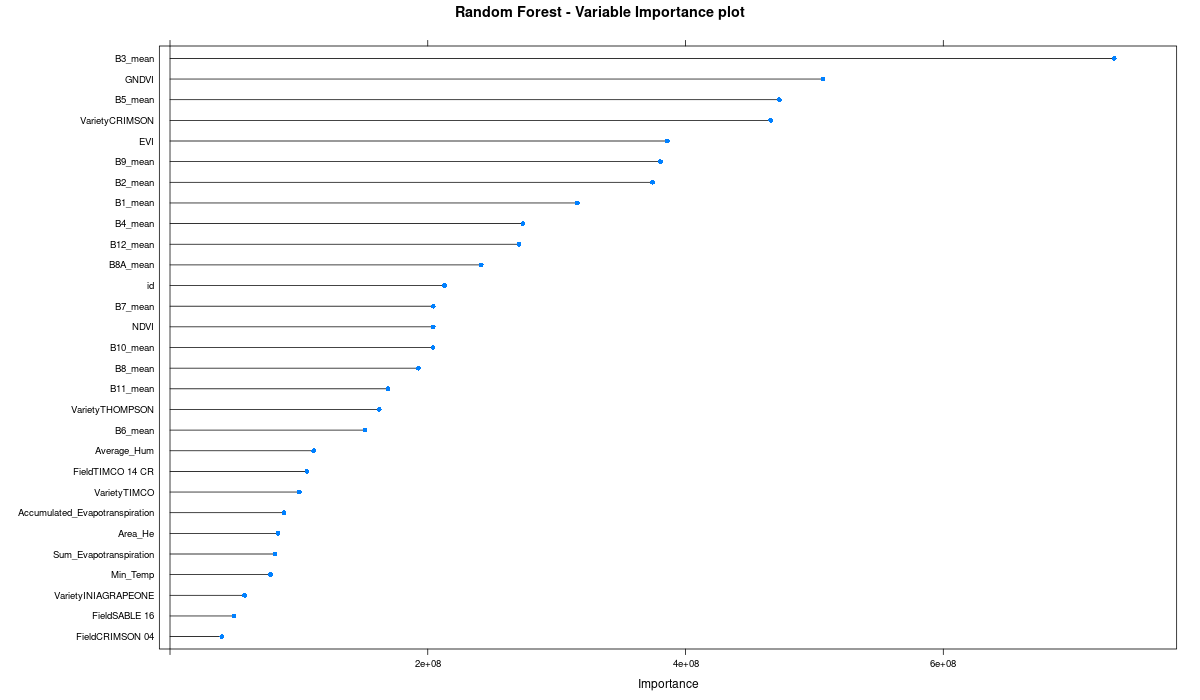 Random Forest - Variable Importance plot
B3_mean
GNDVI
B5_mean
VarietyCRIMSON
EVI
B9_mean
B2_mean
B1_mean
B4_mean
B12_mean
B8A_mean
id
B7_mean
NDVI
B10_mean
B8_mean
B11_mean
VarietyTHOMPSON
B6_mean
Average_Hum
FieldTIMCO 14 CR
VarietyTIMCO
Accumulated_Evapotranspiration
Area_He
Sum_Evapotranspiration
Min_Temp
VarietyINIAGRAPEONE
FieldSABLE 16
FieldCRIMSON 04
2e+08 4e+08 6e+08
Importance